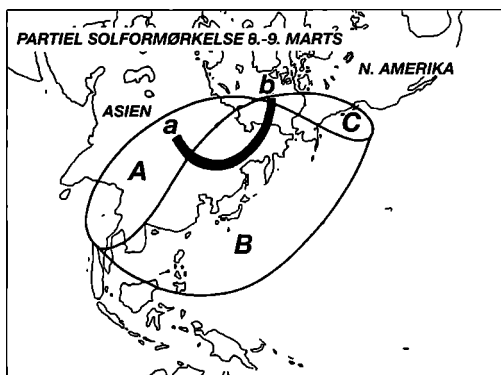 PARTIEL SOLFORMØRKELSE 8.-9. MARTS
N. AMERIKA
ASIEN
b
a
C
A
B